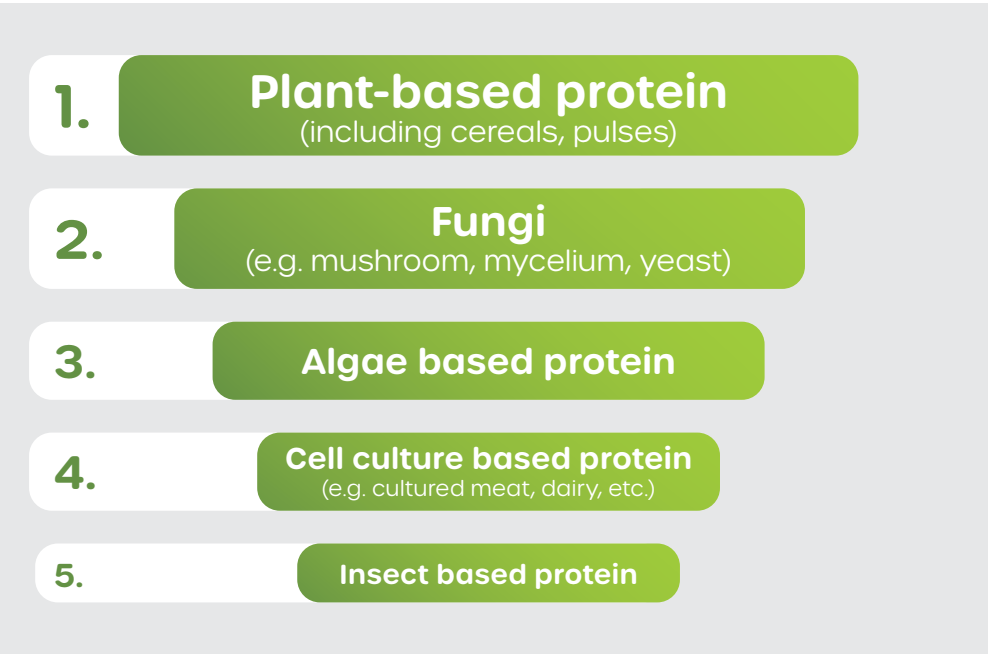 1.
Plant-based protein
(including cereals, pulses)
2.
Fungi
(e.g. mushroom, mycelium, yeast)
3.
Algae based protein
4.
Cell culture based protein
(e.g. cultured meat, dairy, etc.)
5.
Insect based protein